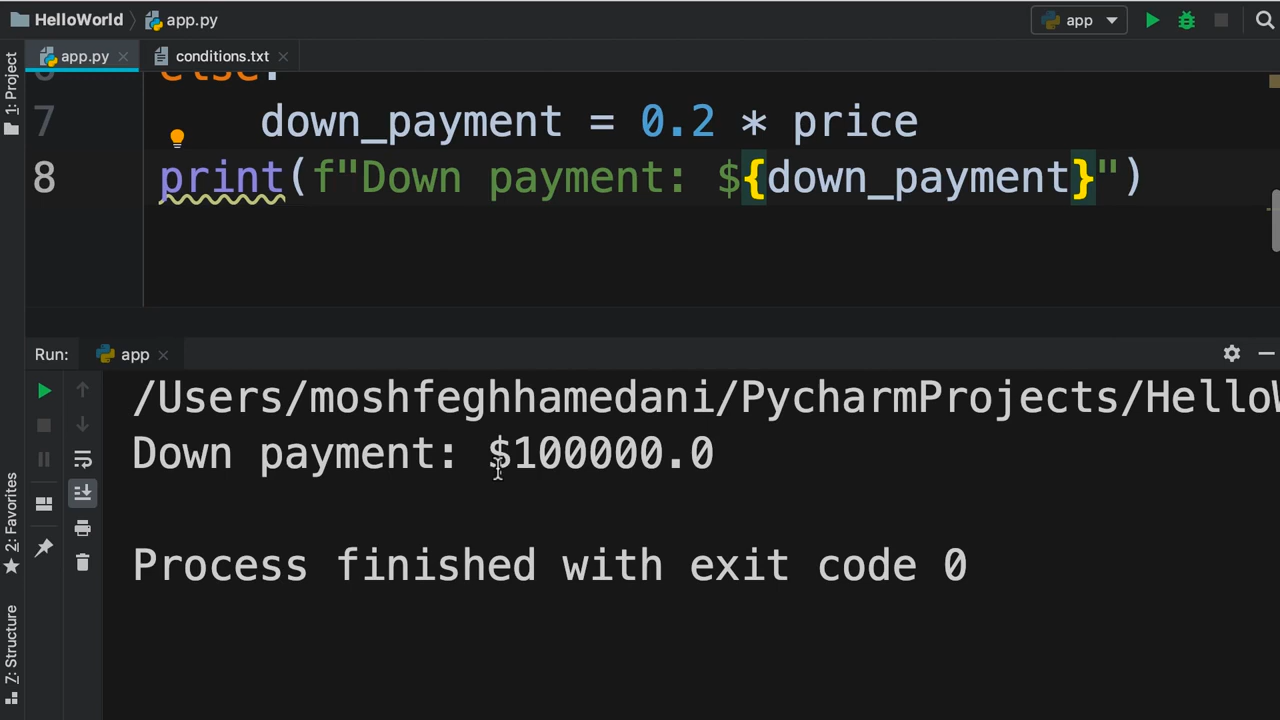 HelloWorld app.py app
app.py conditions.txt
1: Project
6 else:
7 down_payment = 0.2 * price
8 print(f"Down payment: ${down_payment}")
Run: app
/Users/moshfeghhamedani/PycharmProjects/HelloW
Down payment: $100000.0
Process finished with exit code 0
2: Favorites
Z: Structure